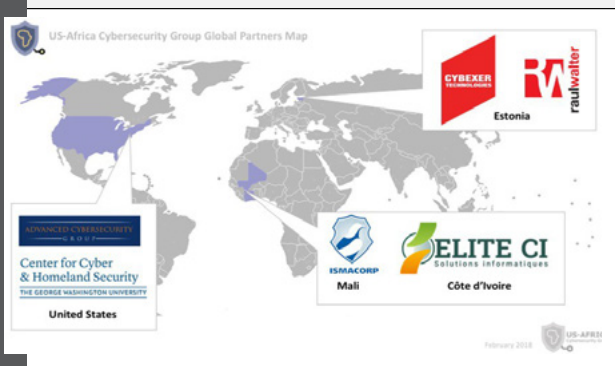 US-Africa Cybersecurity Group Global Partners Map
CYBEXER
TECHNOLOGIES
raulwalter
Estonia
ADVANCED CYBERSECURITY
GROUP
Center for Cyber
& Homeland Security
THE GEORGE WASHINGTON UNIVERSITY
United States
ISMACORP
Mali
ELITE CI
Solutions informatiques
Côte d'Ivoire
February 2018
US-AFRI